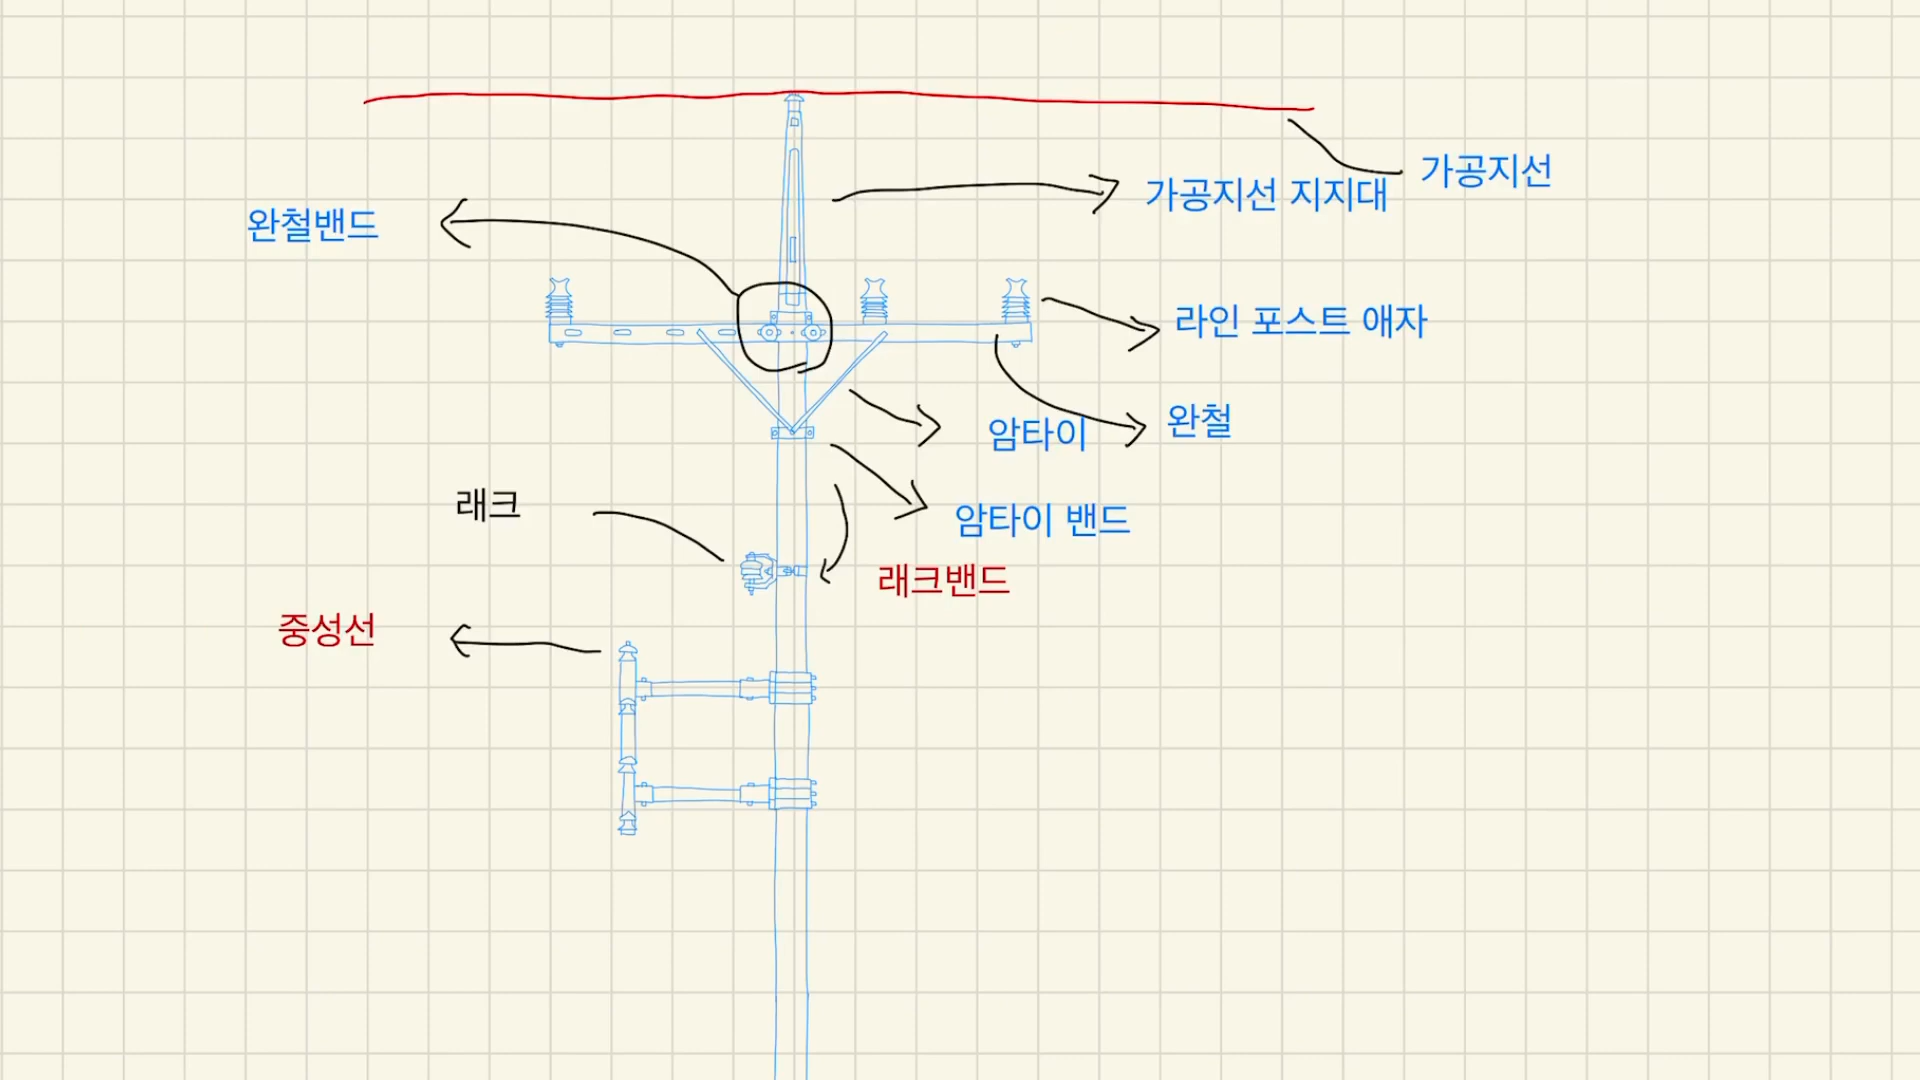 가공지선
가공지선 지지대
완철밴드
라인 포스트 애자
완철
암타이
래크
암타이 밴드
래크밴드
중성선